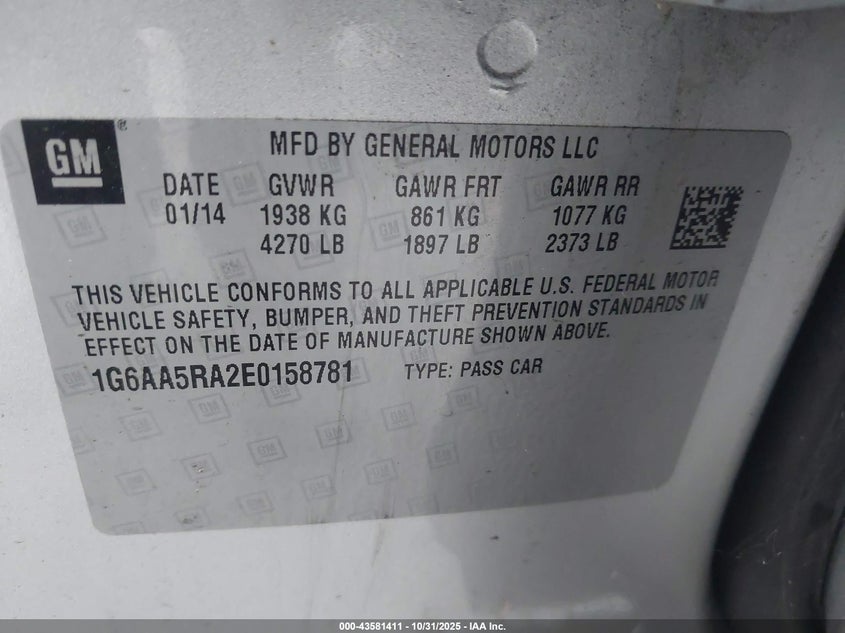 GM®
MFD BY GENERAL MOTORS LLC
DATE GVWR GAWR FRT GAWR RR
01/14 1938 KG 861 KG 1077 KG
4270 LB 1897 LB 2373 LB
THIS VEHICLE CONFORMS TO ALL APPLICABLE U.S. FEDERAL MOTOR
VEHICLE SAFETY, BUMPER, AND THEFT PREVENTION STANDARDS IN
EFFECT ON THE DATE OF MANUFACTURE SHOWN ABOVE.
1G6AA5RA2E0158781 TYPE: PASS CAR
000-43581411 - 10/31/2025 - IAA Inc.